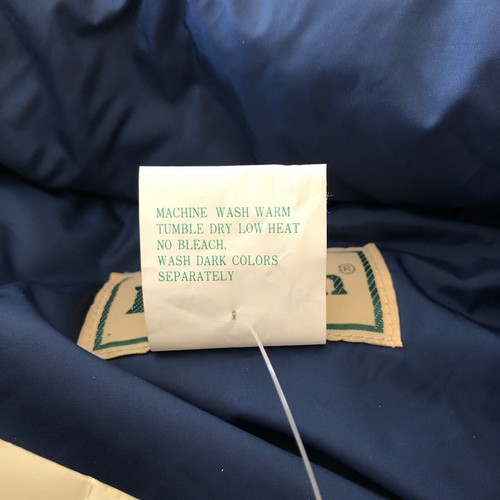 MACHINE WASH WARM
TUMBLE DRY LOW HEAT
NO BLEACH.
WASH DARK COLORS
SEPARATELY
®